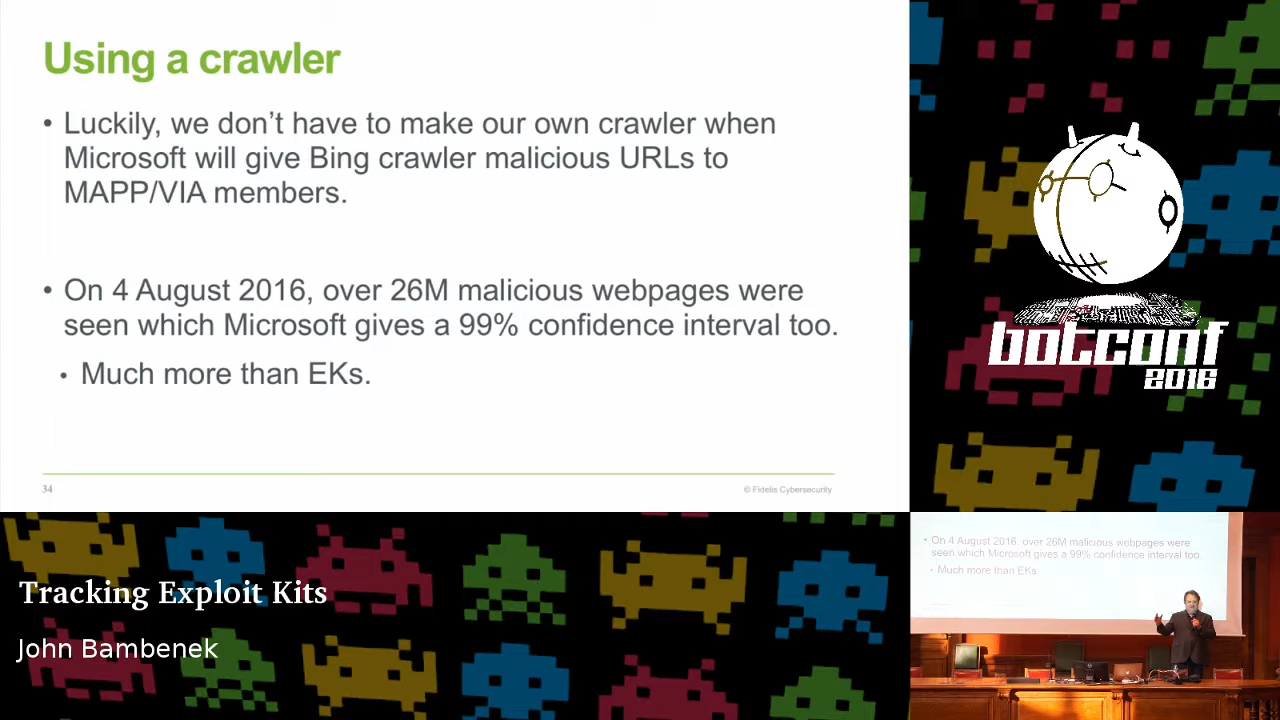 Using a crawler
• Luckily, we don’t have to make our own crawler when
Microsoft will give Bing crawler malicious URLs to
MAPP/VIA members.
• On 4 August 2016, over 26M malicious webpages were
seen which Microsoft gives a 99% confidence interval too.
• Much more than EKs.
34
© Fidelis Cybersecurity
botconf
2016
Tracking Exploit Kits
John Bambenek
• On 4 August 2016, over 26M malicious webpages were
seen which Microsoft gives a 99% confidence interval too.
• Much more than EKs